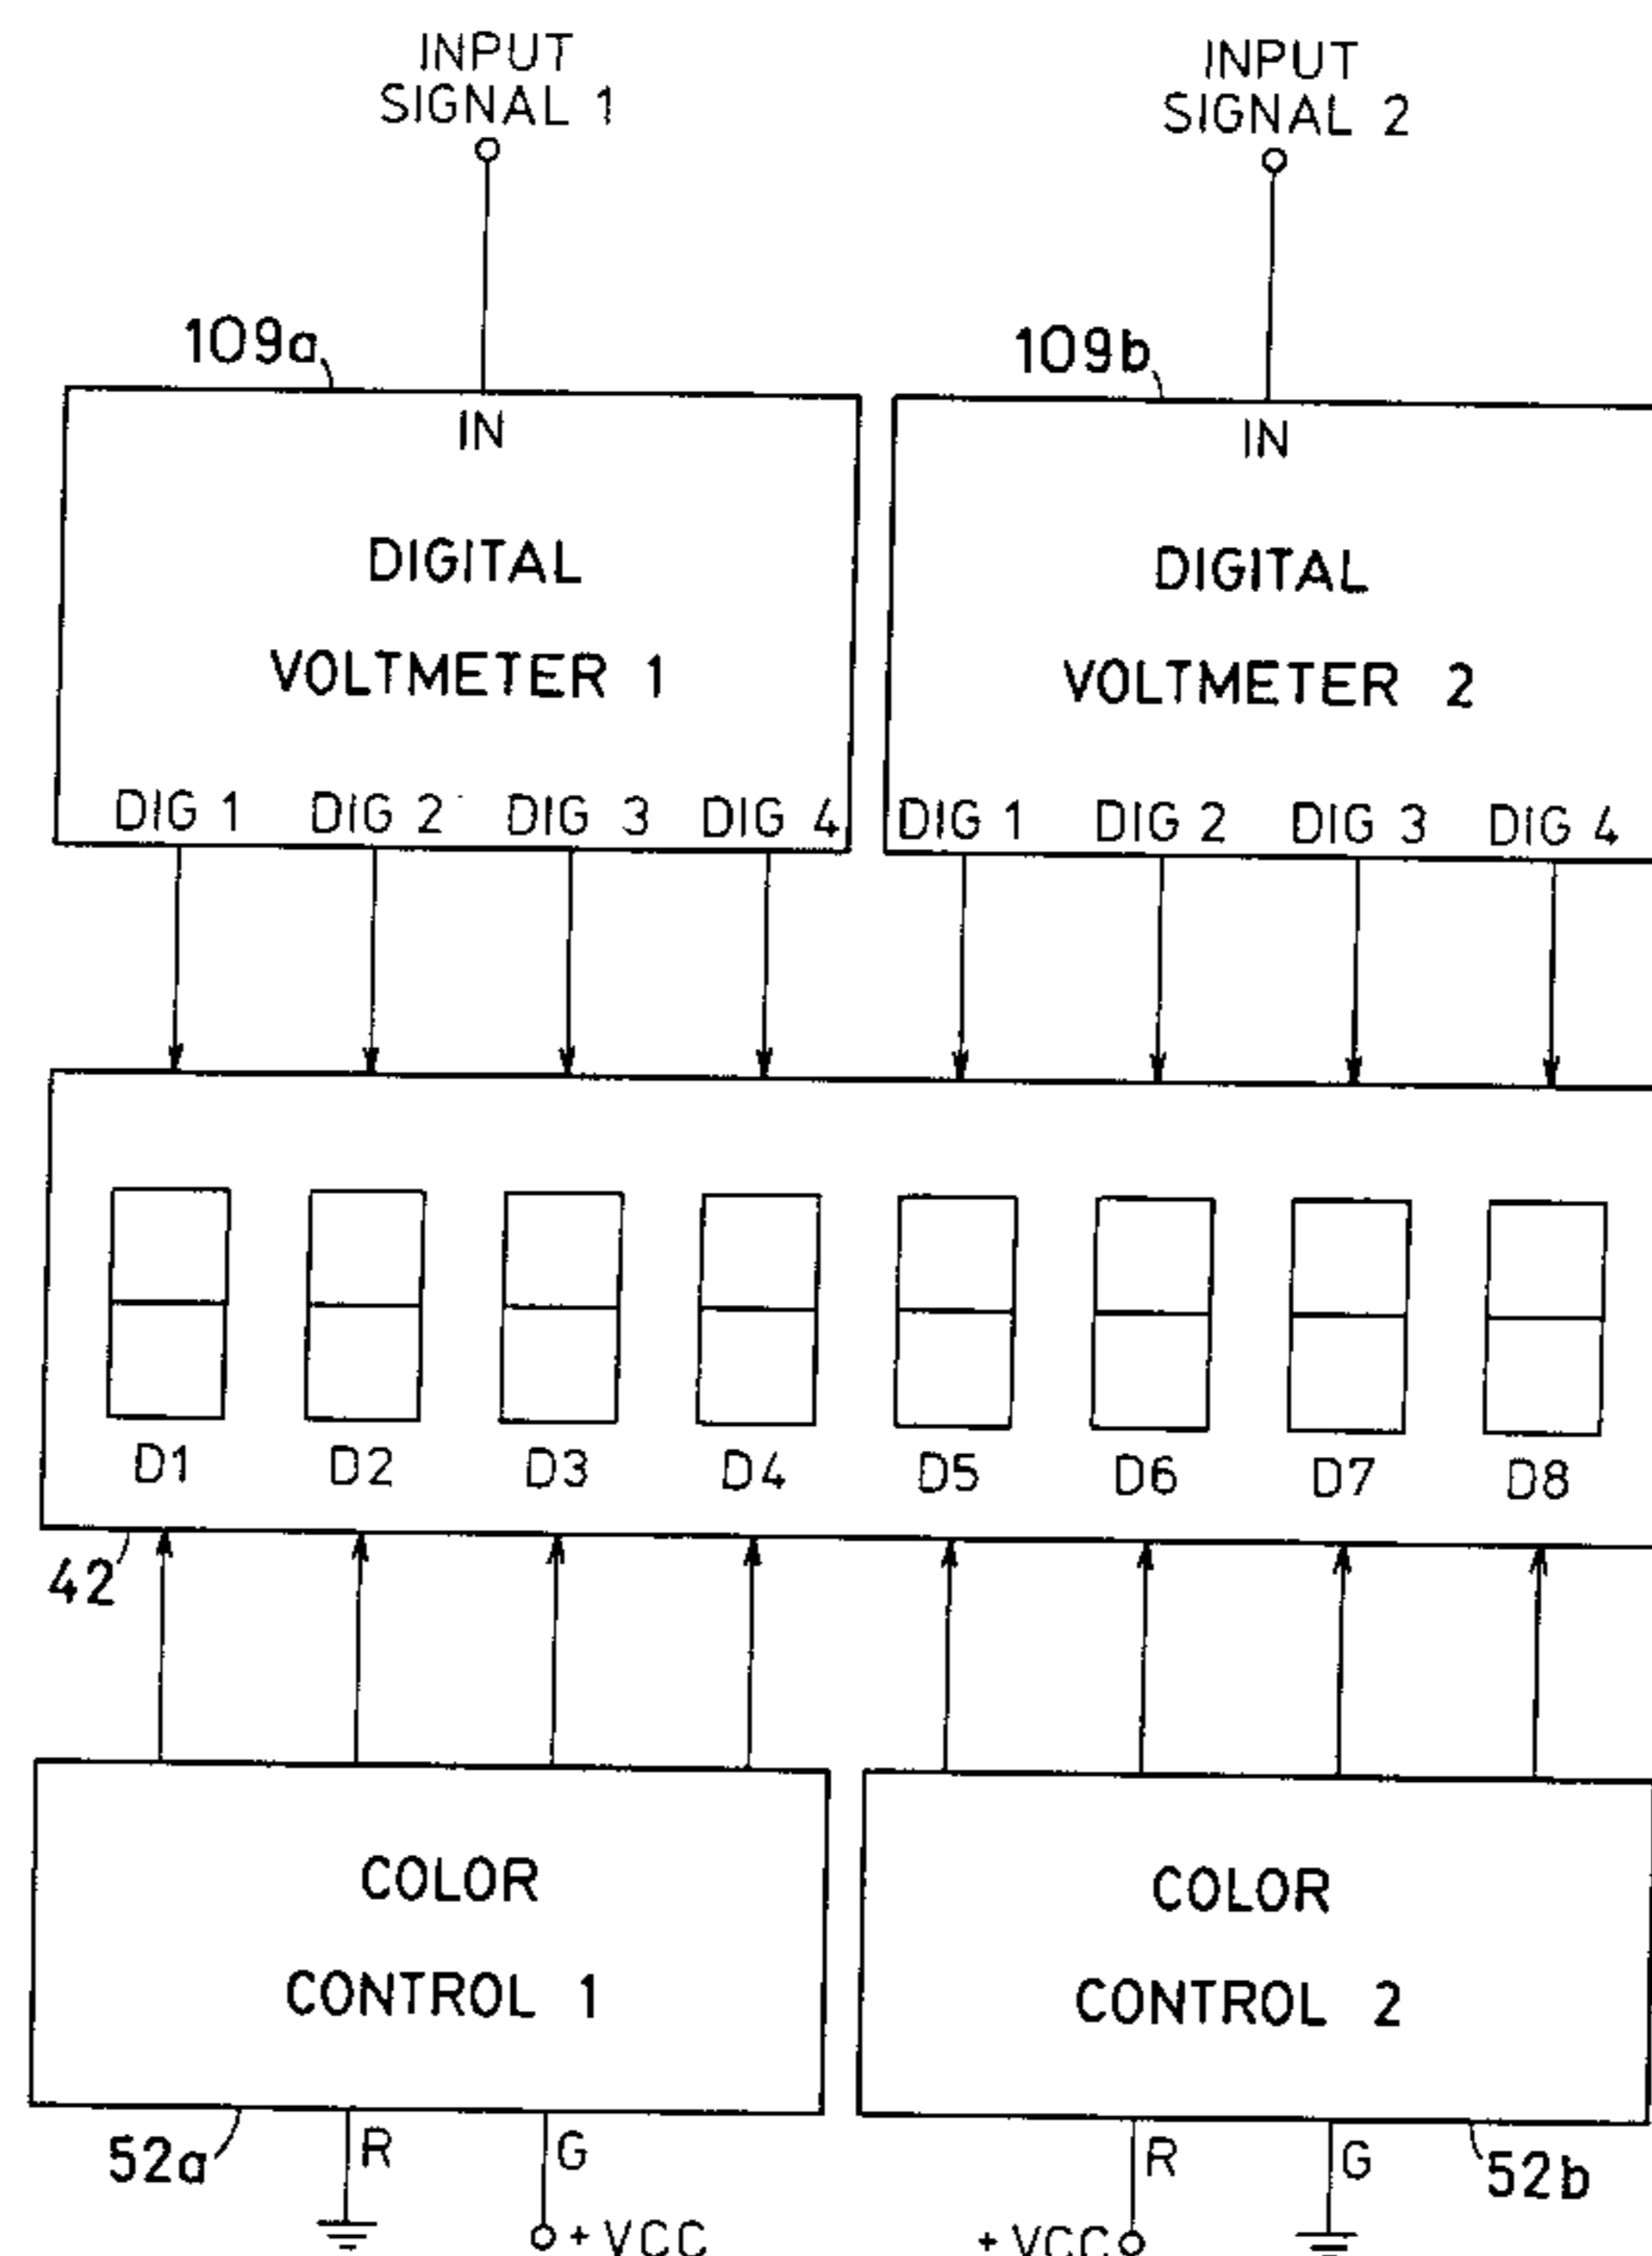 INPUT
SIGNAL 1
INPUT
SIGNAL 2
109a
109b
IN
IN
DIGITAL
VOLTMETER 1
DIGITAL
VOLTMETER 2
DIG 1 DIG 2 DIG 3 DIG 4
DIG 1 DIG 2 DIG 3 DIG 4
D1 D2 D3 D4 D5 D6 D7 D8
42
COLOR
CONTROL 1
COLOR
CONTROL 2
52a
R
G
R
G
52b
+ VCC
+ VCC